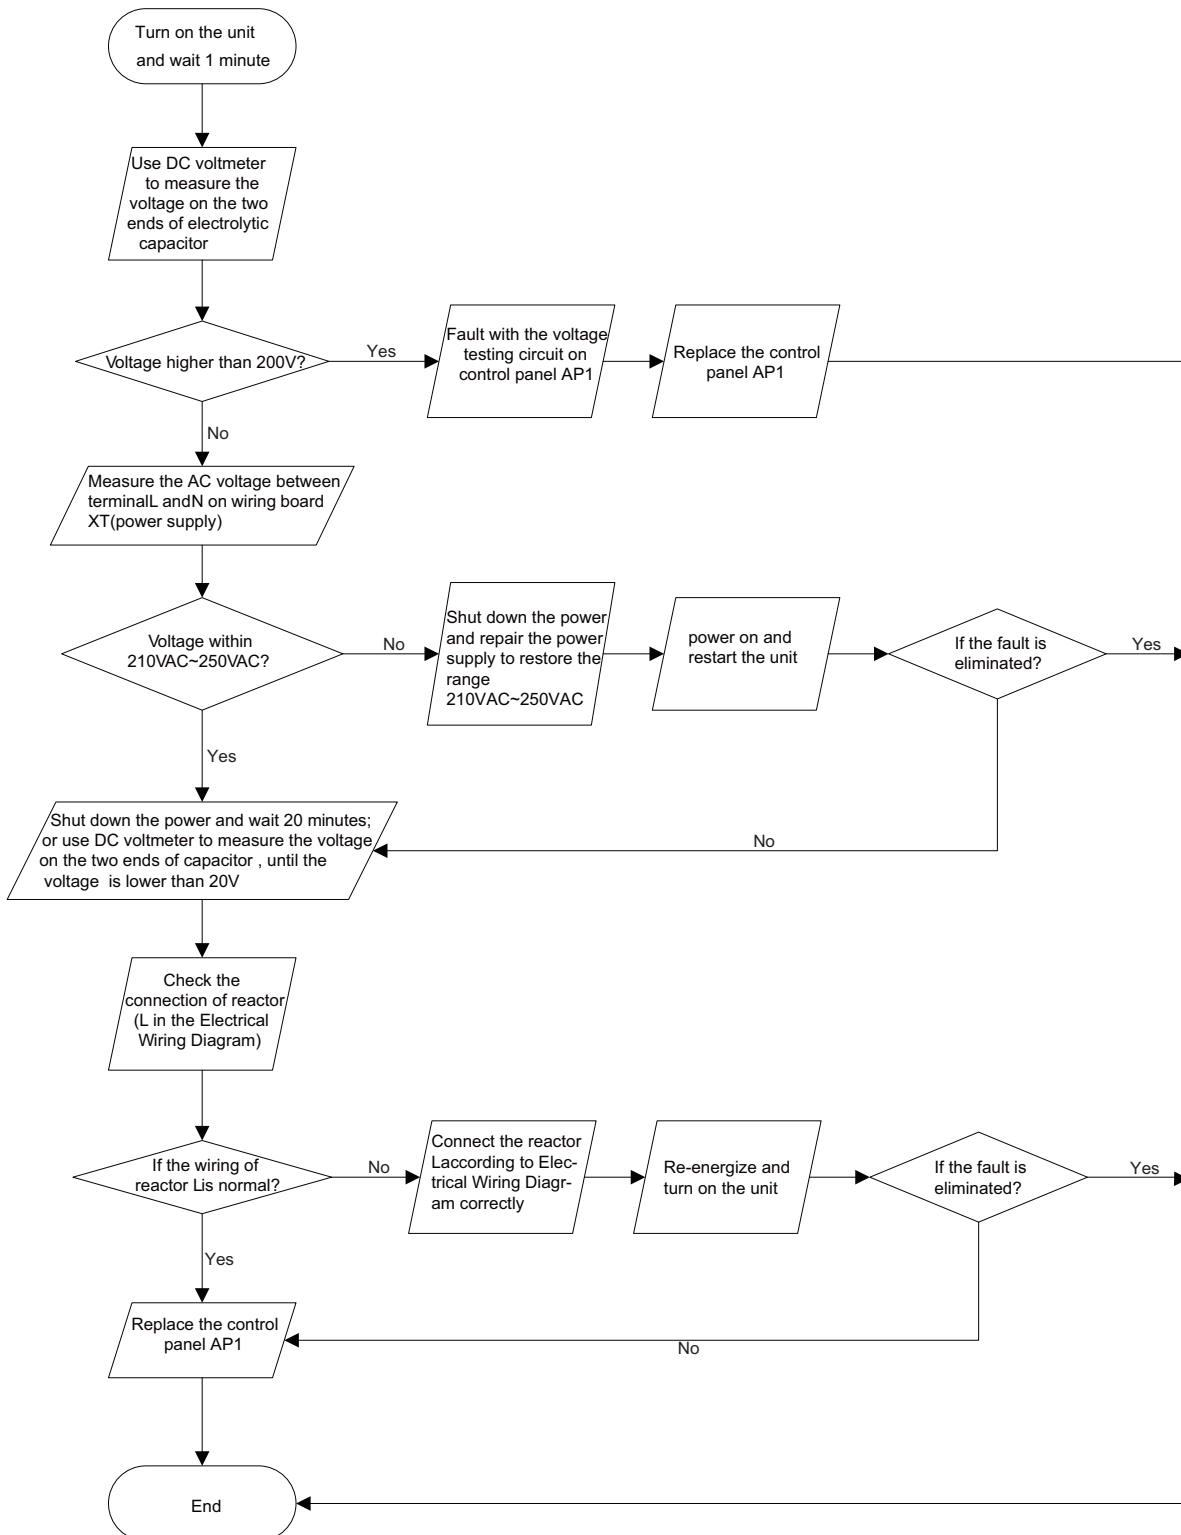 Turn on the unit
and wait 1 minute
Use DC voltmeter
to measure the
voltage on the two
ends of electrolytic
capacitor
Voltage higher than 200V?
Yes
Fault with the voltage
testing circuit on
control panel AP1
Replace the control
panel AP1
No
Measure the AC voltage between
terminalL andN on wiring board
XT(power supply)
Voltage within
210VAC~250VAC?
No
Shut down the power
and repair the power
supply to restore the
range
210VAC~250VAC
power on and
restart the unit
If the fault is
eliminated?
Yes
Yes
No
Shut down the power and wait 20 minutes;
or use DC voltmeter to measure the voltage
on the two ends of capacitor , until the
voltage is lower than 20V
Check the
connection of reactor
(L in the Electrical
Wiring Diagram)
If the wiring of
reactor Lis normal?
No
Connect the reactor
Laccording to Elec-
trical Wiring Diagr-
am correctly
Re-energize and
turn on the unit
If the fault is
eliminated?
Yes
Yes
No
Replace the control
panel AP1
End